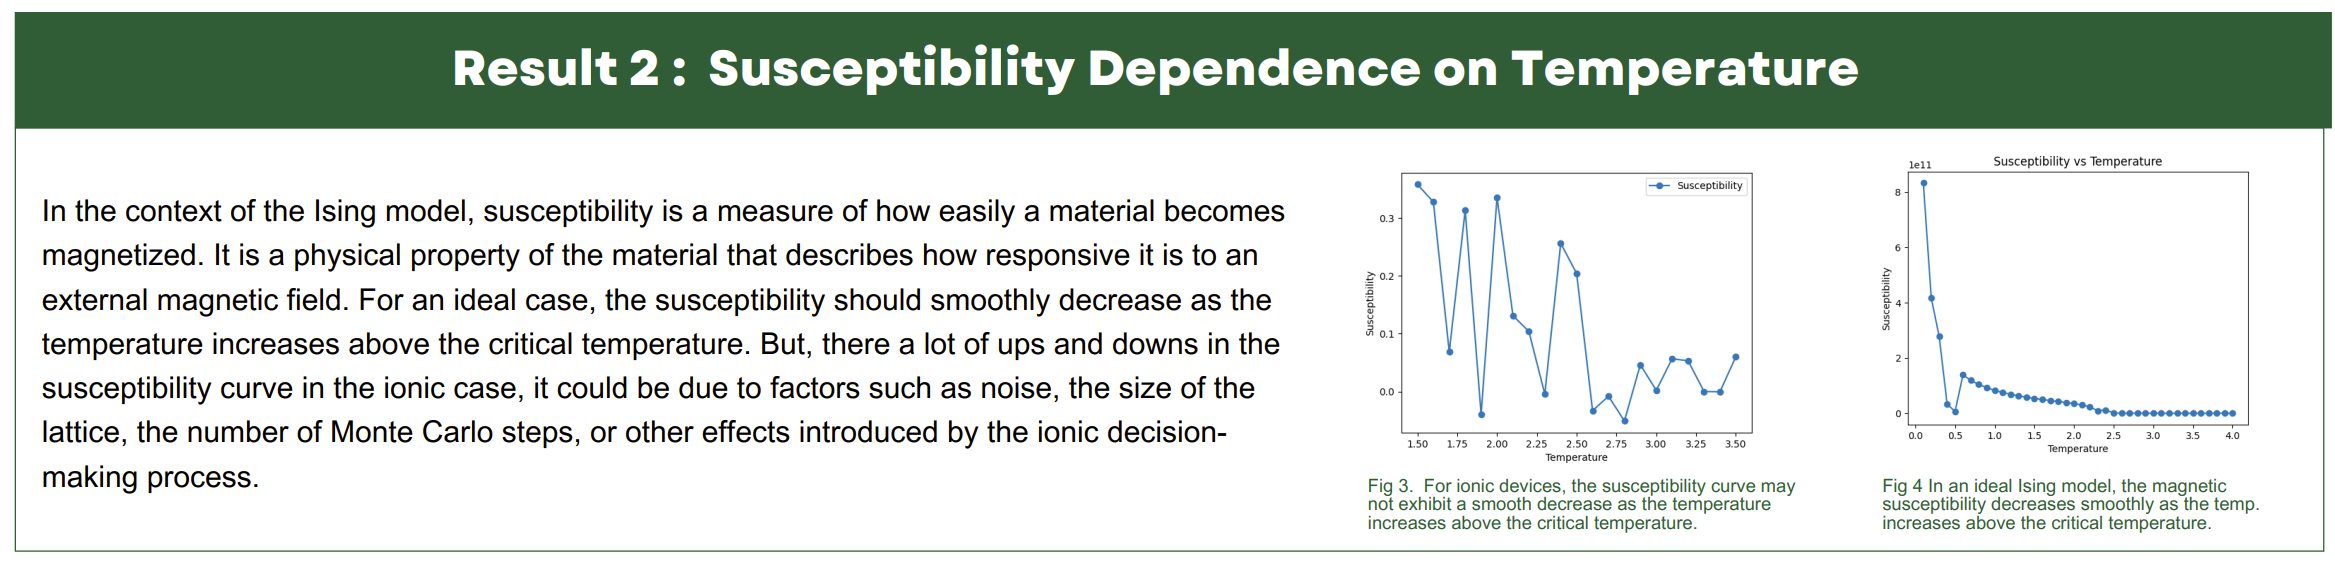 Result 2 : Susceptibility Dependence on Temperature
In the context of the Ising model, susceptibility is a measure of how easily a material becomes
magnetized. It is a physical property of the material that describes how responsive it is to an
external magnetic field. For an ideal case, the susceptibility should smoothly decrease as the
temperature increases above the critical temperature. But, there a lot of ups and downs in the
susceptibility curve in the ionic case, it could be due to factors such as noise, the size of the
lattice, the number of Monte Carlo steps, or other effects introduced by the ionic decision-
making process.
Susceptibility
0.3
0.2
0.1
0.0
Susceptibility
1.50 1.75 2.00 2.25 2.50 2.75 3.00 3.25 3.50
Temperature
Fig 3. For ionic devices, the susceptibility curve may
not exhibit a smooth decrease as the temperature
increases above the critical temperature.
Susceptibility vs Temperature
1e11
8
6
4
2
0
Susceptibility
0.0 0.5 1.0 1.5 2.0 2.5 3.0 3.5 4.0
Temperature
Fig 4 In an ideal Ising model, the magnetic
susceptibility decreases smoothly as the temp.
increases above the critical temperature.